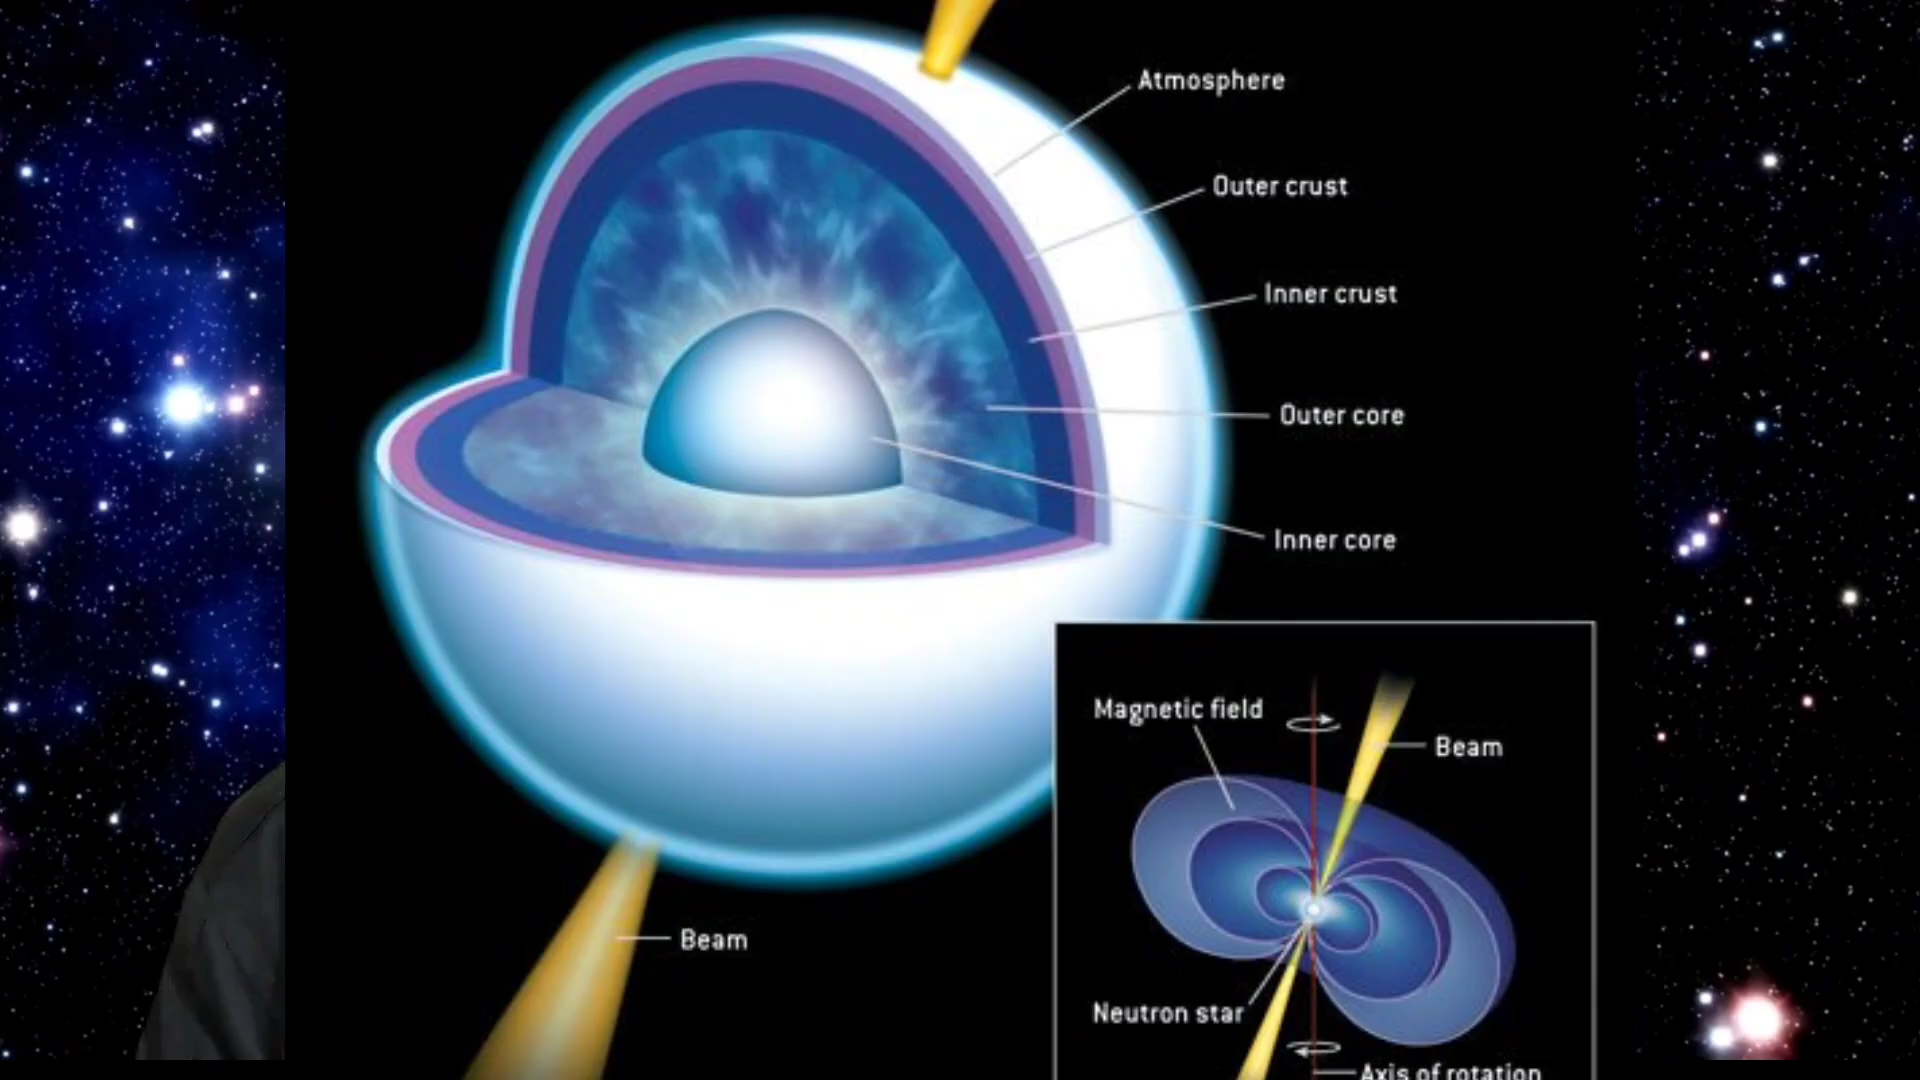 Atmosphere
Outer crust
Inner crust
Outer core
Inner core
Magnetic field
Beam
Beam
Neutron star
Axis of rotation